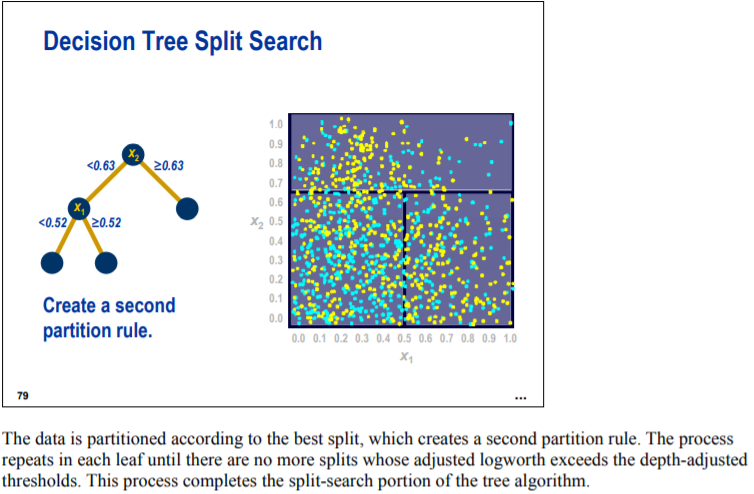 Decision Tree Split Search
X2
<0.63 ≥0.63
X1
<0.52 ≥0.52
Create a second
partition rule.
1.0
0.9
0.8
0.7
0.6
X2 0.5
0.4
0.3
0.2
0.1
0.0
0.0 0.1 0.2 0.3 0.4 0.5 0.6 0.7 0.8 0.9 1.0
X1
79
...
The data is partitioned according to the best split, which creates a second partition rule. The process
repeats in each leaf until there are no more splits whose adjusted logworth exceeds the depth-adjusted
thresholds. This process completes the split-search portion of the tree algorithm.